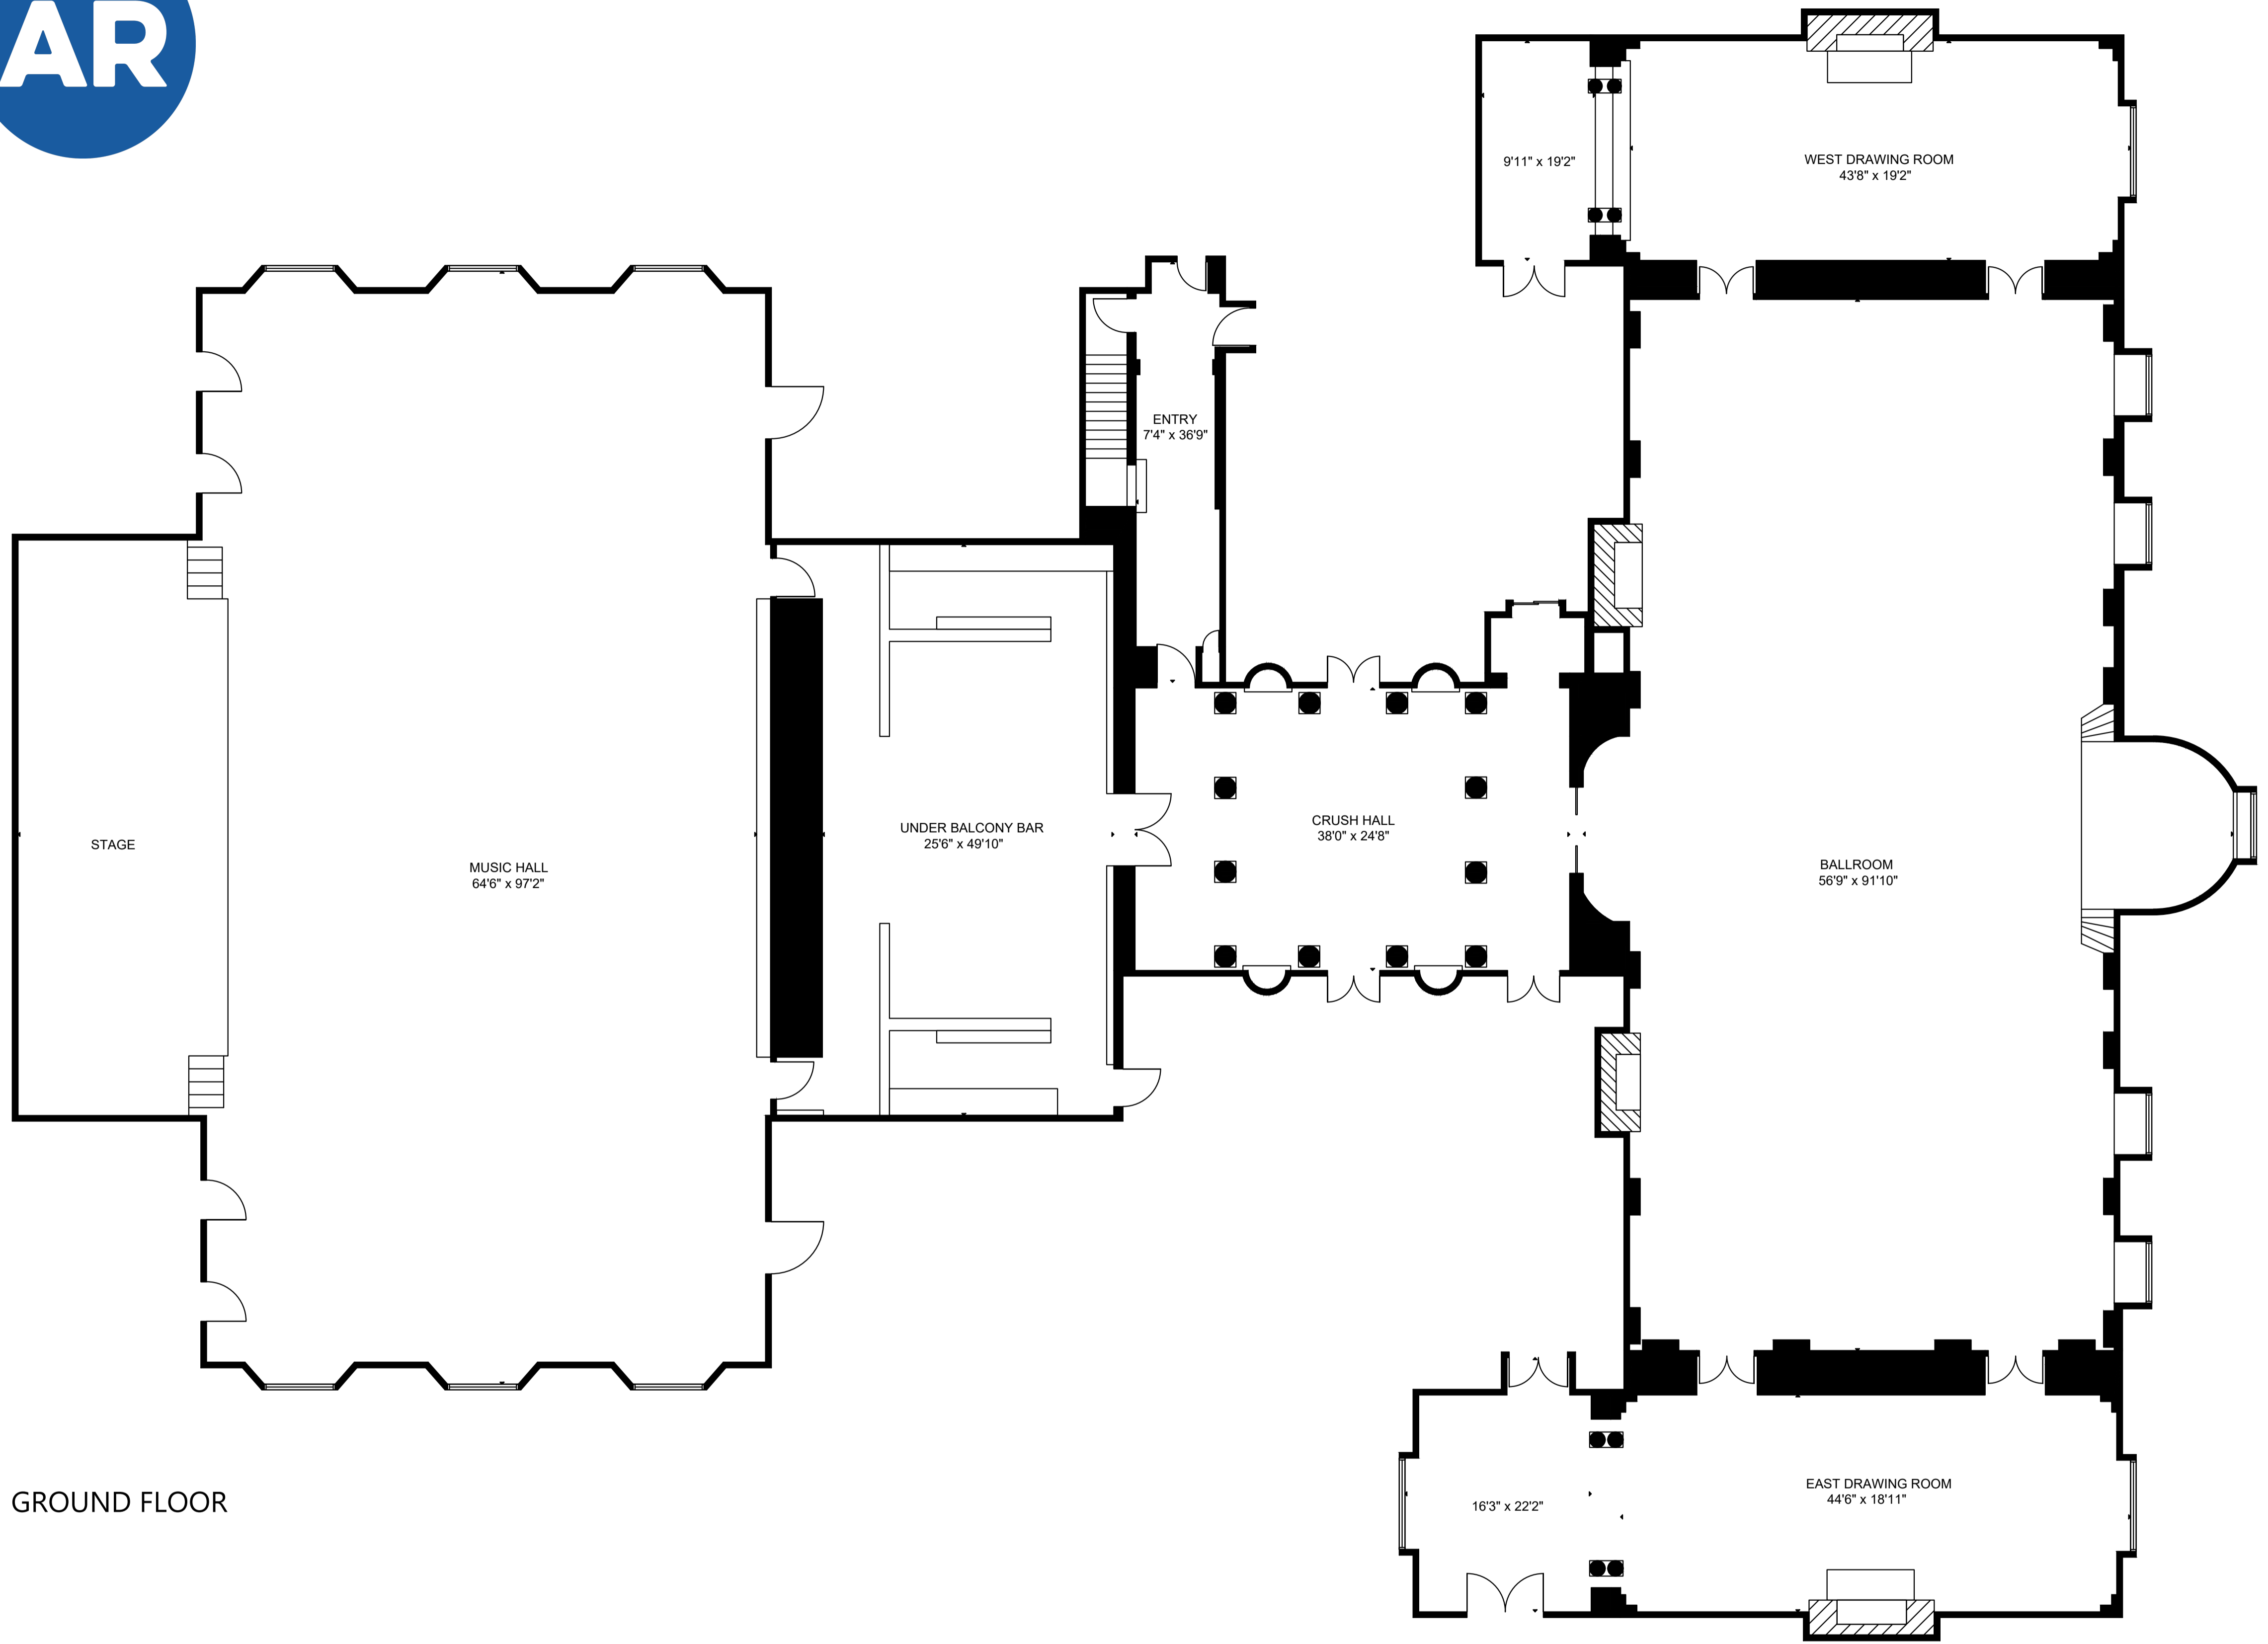 AR
9'11" x 19'2"
WEST DRAWING ROOM
43'8" x 19'2"
ENTRY
7'4" x 36'9"
STAGE
MUSIC HALL
64'6" x 97'2"
UNDER BALCONY BAR
25'6" x 49'10"
CRUSH HALL
38'0" x 24'8"
BALLROOM
56'9" x 91'10"
GROUND FLOOR
16'3" x 22'2"
EAST DRAWING ROOM
44'6" x 18'11"